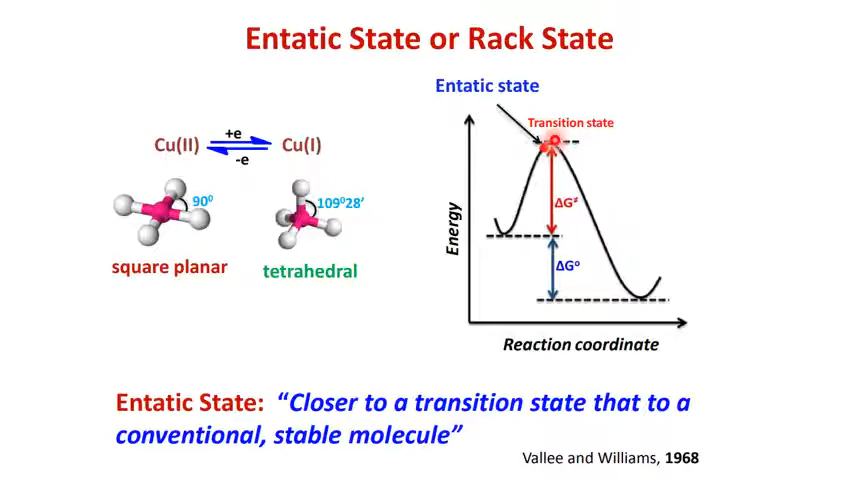 Entatic State or Rack State
Entatic state
Transition state
Cu(II) +e -e Cu(I)
90⁰
109⁰28′
square planar
tetrahedral
Energy
ΔG≠
ΔG⁰
Reaction coordinate
Entatic State: “Closer to a transition state that to a
conventional, stable molecule”
Vallee and Williams, 1968